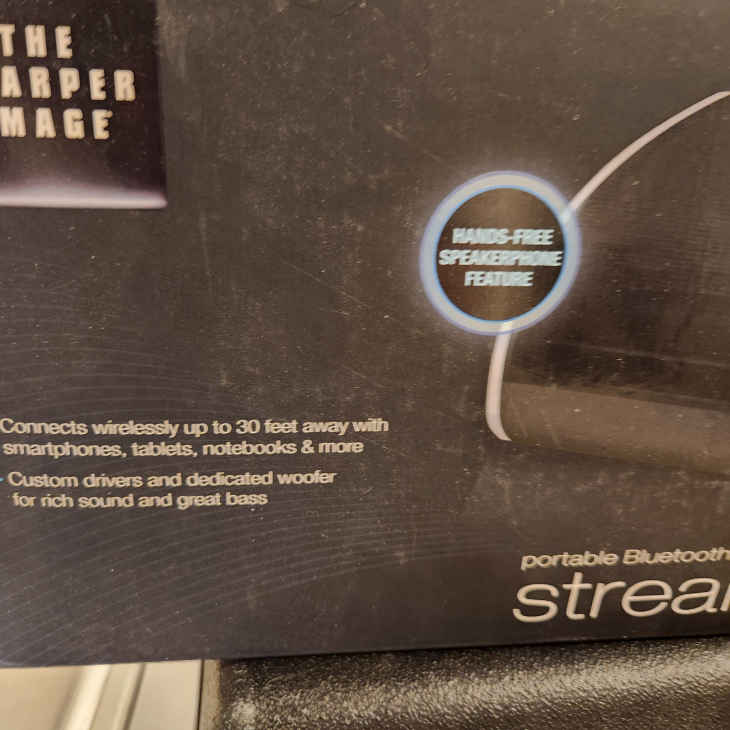 THE
ARPER
MAGE
HANDS-FREE
SPEAKERPHONE
FEATURE
Connects wirelessly up to 30 feet away with
smartphones, tablets, notebooks & more
- Custom drivers and dedicated woofer
for rich sound and great bass
portable Bluetooth
strea